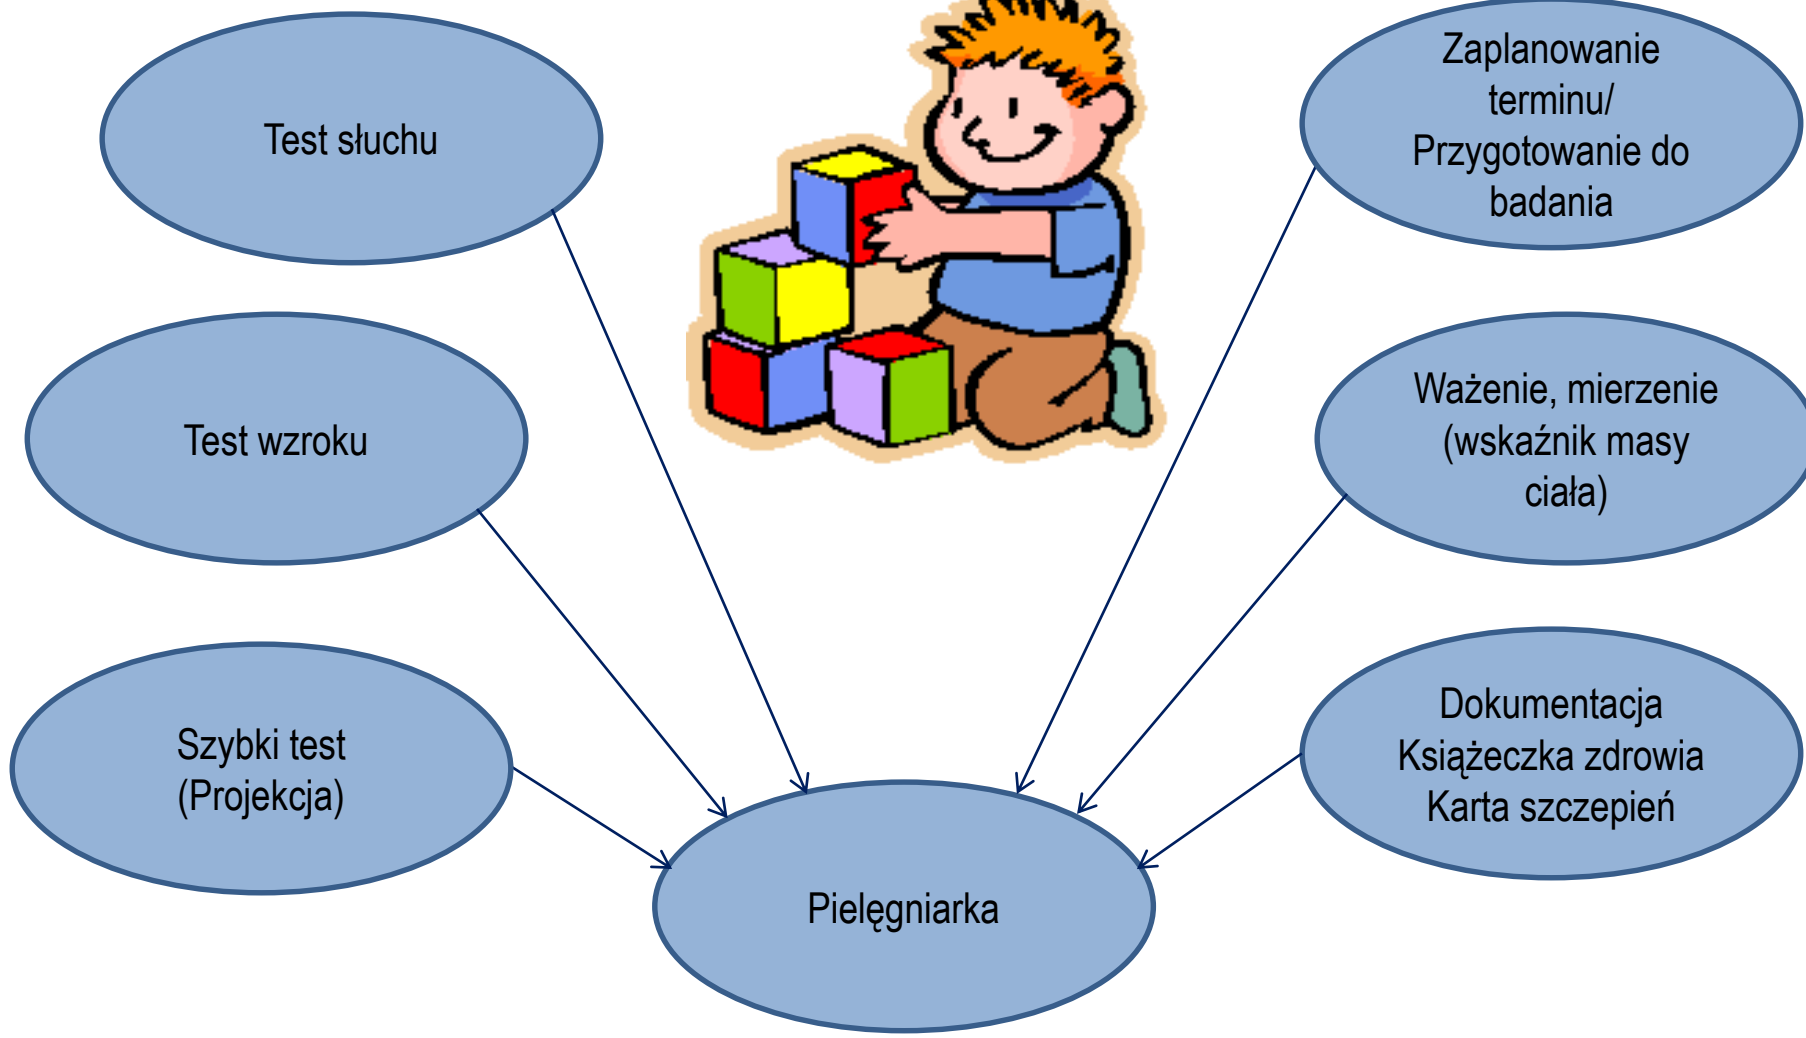 Test słuchu
Zaplanowanie
terminu/
Przygotowanie do
badania
Test wzroku
Ważenie, mierzenie
(wskaźnik masy
ciała)
Szybki test
(Projekcja)
Dokumentacja
Książeczka zdrowia
Karta szczepień
Pielęgniarka